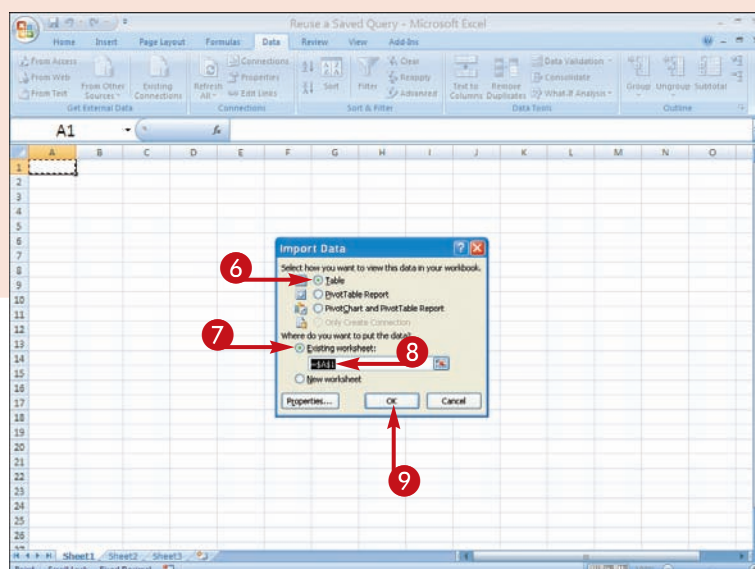 Reuse a Saved Query - Microsoft Excel
Home Insert Page Layout Formulas Data Review View Add-Ins
From Access
From Web
From Text
From Other Sources
Existing Connections
Get External Data
Refresh All
Connections
Properties
Edit Links
Connections
Sort
Filter
Clear
Reapply
Advanced
Sort & Filter
Text to Columns
Remove Duplicates
Data Validation
Consolidate
What-If Analysis
Data Tools
Group Ungroup Subtotal
Outline
A1 fx
A B C D E F G H I J K L M N O
1
2
3
4
5
6
7
8
9
10
11
12
13
14
15
16
17
18
19
20
21
22
23
24
25
26
27
Import Data
Select how you want to view this data in your workbook.
6
Table
PivotTable Report
PivotChart and PivotTable Report
Only Create Connection
Where do you want to put the data?
7
Existing worksheet:
8
=$A$1
New worksheet
Properties... OK Cancel
9
Sheet1 Sheet2 Sheet3